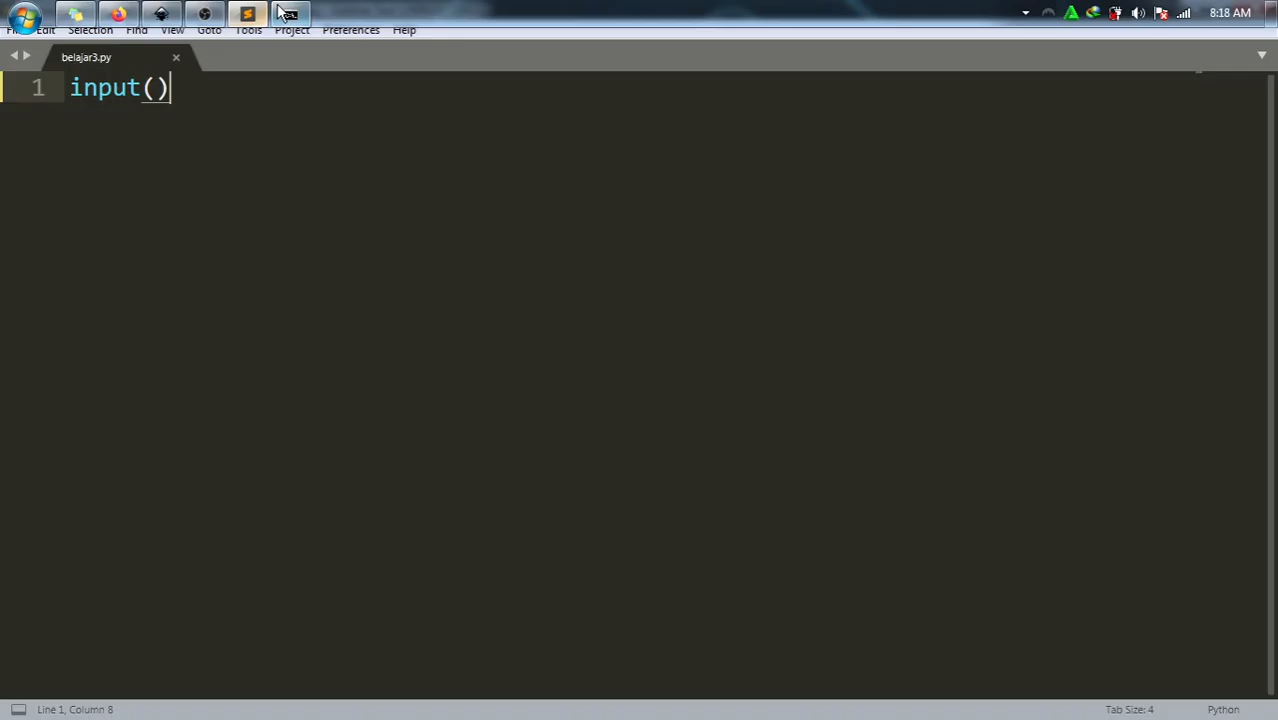 8:18 AM
Edit Selection Find View Goto Tools Project Preferences Help
belajar3.py
1 input()
Line 1, Column 8 Tab Size: 4 Python